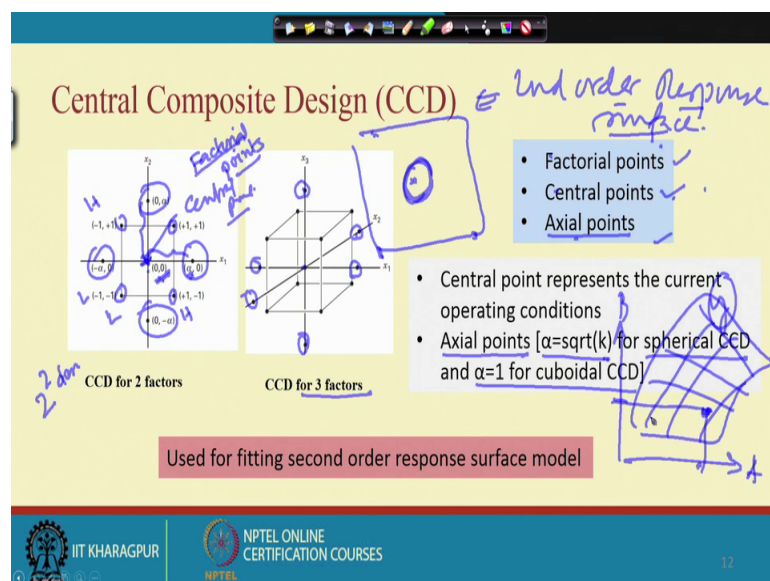 Central Composite Design (CCD)
2nd order Response
surface.
Factorial
points
Central
x₂
(0,α)
H
(-1, +1)
(+1, +1)
x₁
(-α, 0)
(0,0)
(α, 0)
L
(-1, -1)
(+1, -1)
L
(0, -α)
H
CCD for 2 factors
2
2
x₃
x₂
x₁
CCD for 3 factors
• Factorial points
• Central points
• Axial points
• Central point represents the current
operating conditions
• Axial points [α=sqrt(k) for spherical CCD
and α=1 for cuboidal CCD]
B
A
Used for fitting second order response surface model
IIT KHARAGPUR
NPTEL
NPTEL ONLINE
CERTIFICATION COURSES
12